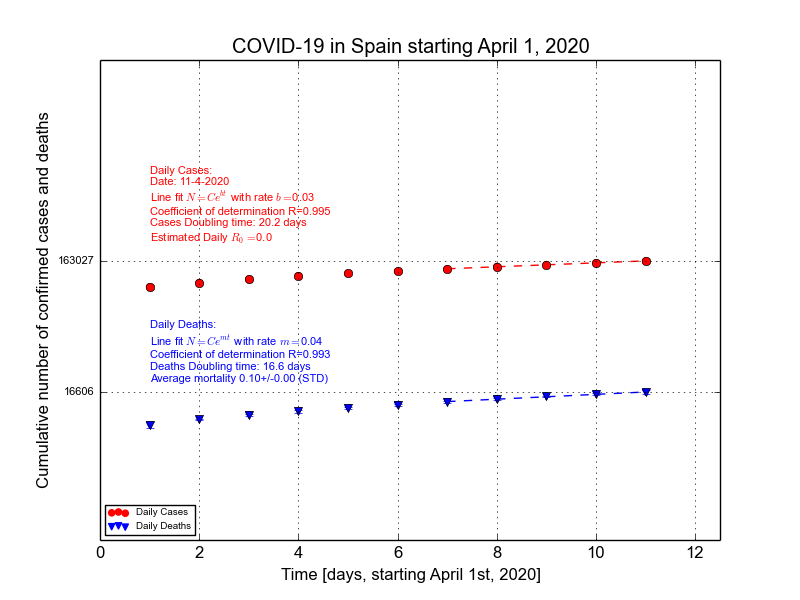 COVID-19 in Spain starting April 1, 2020
Cumulative number of confirmed cases and deaths
Daily Cases:
Date: 11-4-2020
Line fit N = Ce^{bt} with rate b = 0.03
Coefficient of determination R=0.995
Cases Doubling time: 20.2 days
Estimated Daily R_0 = 0.0
163027
Daily Deaths:
Line fit N = Ce^{mt} with rate m = 0.04
Coefficient of determination R=0.993
Deaths Doubling time: 16.6 days
Average mortality 0.10+/-0.00 (STD)
16606
Daily Cases
Daily Deaths
0 2 4 6 8 10 12
Time [days, starting April 1st, 2020]